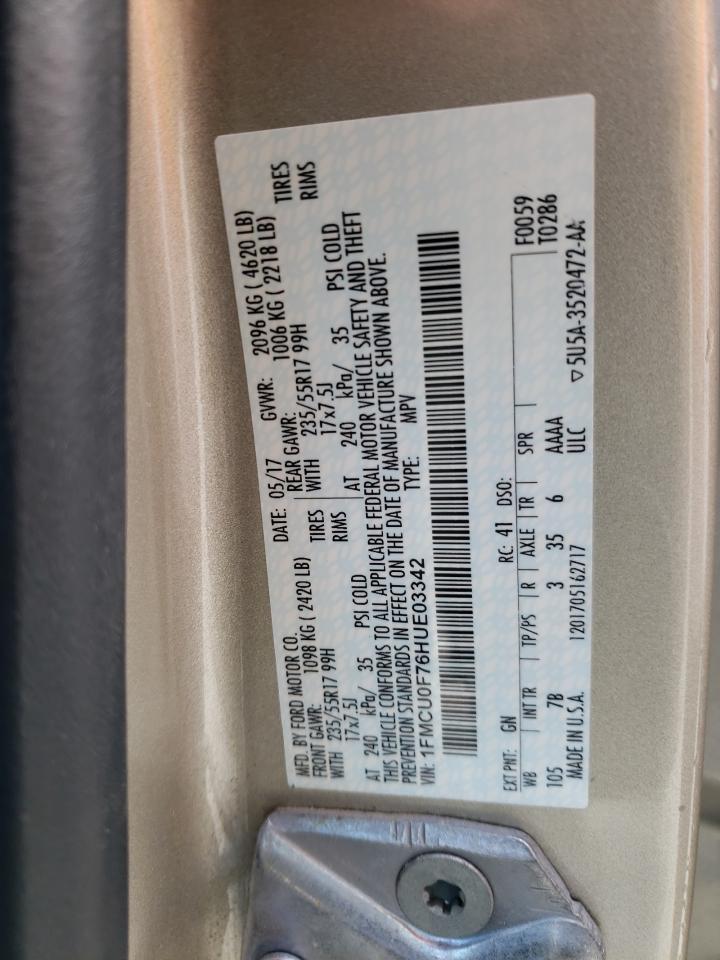 MFD. BY FORD MOTOR CO.
DATE: 05/17 GVWR: 2096 KG ( 4620 LB)
FRONT GAWR: 1098 KG ( 2420 LB) REAR GAWR: 1006 KG ( 2218 LB)
WITH 235/55R17 99H TIRES WITH 235/55R17 99H TIRES
17x7.5J RIMS 17x7.5J RIMS
AT 240 kPa/ 35 PSI COLD AT 240 kPa/ 35 PSI COLD
THIS VEHICLE CONFORMS TO ALL APPLICABLE FEDERAL MOTOR VEHICLE SAFETY AND THEFT
PREVENTION STANDARDS IN EFFECT ON THE DATE OF MANUFACTURE SHOWN ABOVE.
VIN: 1FMCU0F76HUE03342 TYPE: MPV
EXT PNT: GN RC: 41 DSO: F0059
WB INT TR TP/PS R AXLE TR SPR T0286
105 7B 3 35 6 AAAA
MADE IN U.S.A. 1201705162717 ULC ▽5U5A-3520472-AA